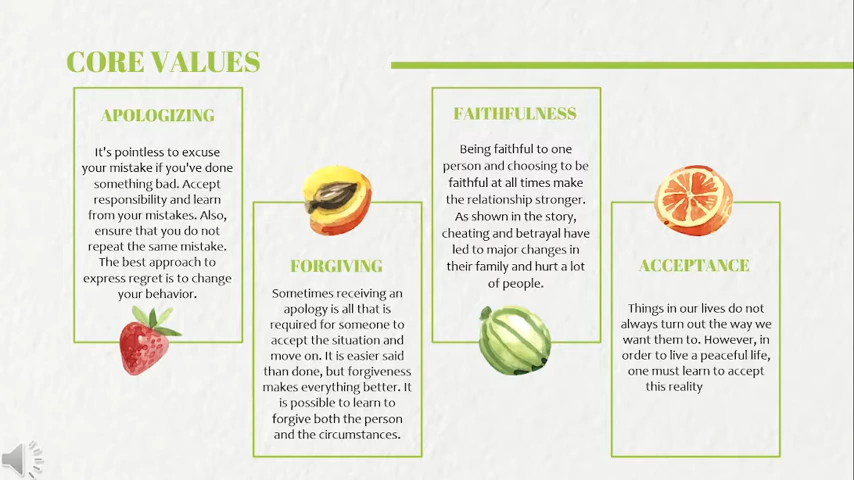 CORE VALUES
APOLOGIZING
It's pointless to excuse
your mistake if you've done
something bad. Accept
responsibility and learn
from your mistakes. Also,
ensure that you do not
repeat the same mistake.
The best approach to
express regret is to change
your behavior.
FORGIVING
Sometimes receiving an
apology is all that is
required for someone to
accept the situation and
move on. It is easier said
than done, but forgiveness
makes everything better. It
is possible to learn to
forgive both the person
and the circumstances.
FAITHFULNESS
Being faithful to one
person and choosing to be
faithful at all times make
the relationship stronger.
As shown in the story,
cheating and betrayal have
led to major changes in
their family and hurt a lot
of people.
ACCEPTANCE
Things in our lives do not
always turn out the way we
want them to. However, in
order to live a peaceful life,
one must learn to accept
this reality